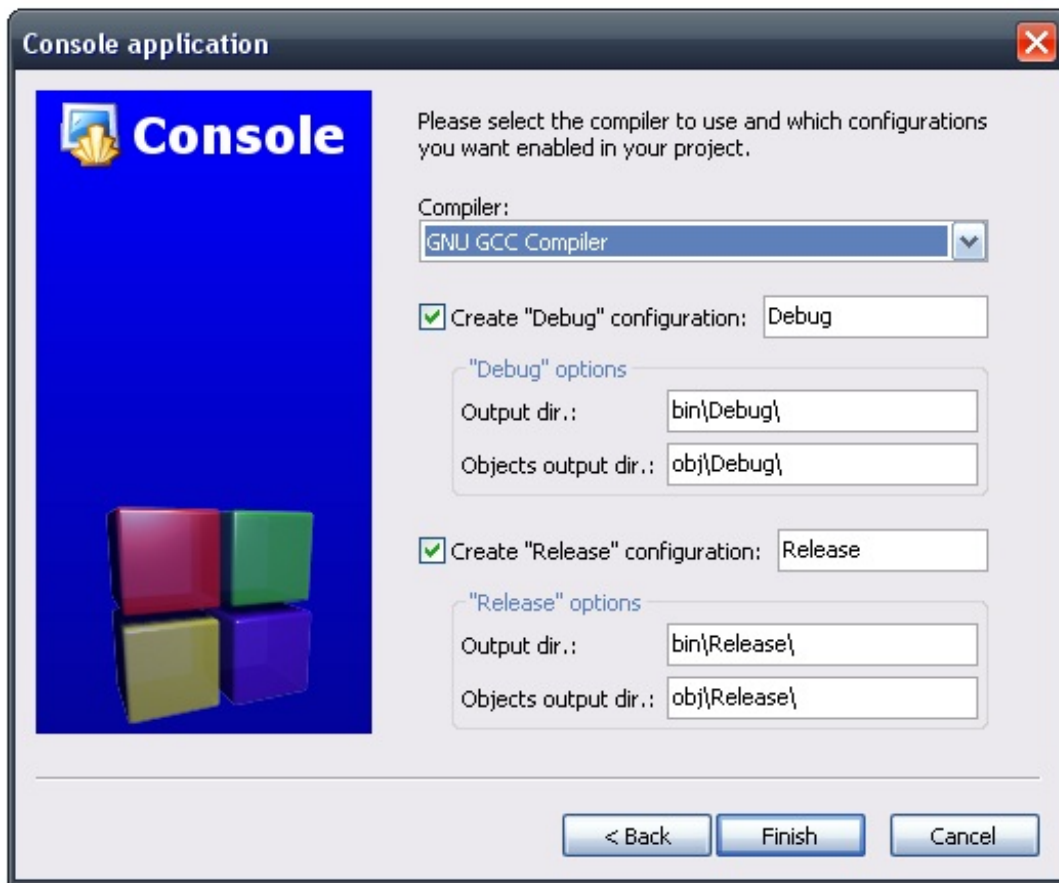 Console application
Console
Please select the compiler to use and which configurations
you want enabled in your project.
Compiler:
GNU GCC Compiler
Create "Debug" configuration: Debug
"Debug" options
Output dir.: bin\Debug\
Objects output dir.: obj\Debug\
Create "Release" configuration: Release
"Release" options
Output dir.: bin\Release\
Objects output dir.: obj\Release\
< Back Finish Cancel